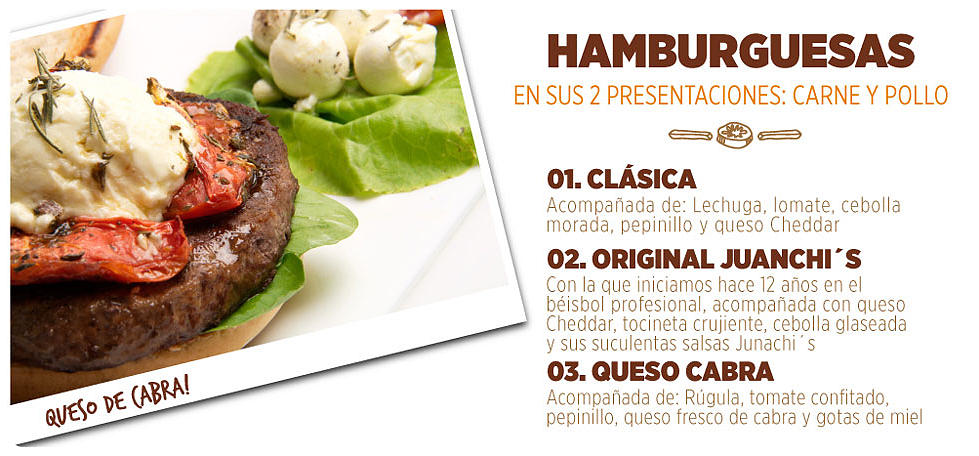 QUESO DE CABRA!
HAMBURGUESAS
EN SUS 2 PRESENTACIONES: CARNE Y POLLO
01. CLÁSICA
Acompañada de: Lechuga, lomate, cebolla
morada, pepinillo y queso Cheddar
02. ORIGINAL JUANCHI´S
Con la que iniciamos hace 12 años en el
béisbol profesional, acompañada con queso
Cheddar, tocineta crujiente, cebolla glaseada
y sus suculentas salsas Junachi´s
03. QUESO CABRA
Acompañada de: Rúgula, tomate confitado,
pepinillo, queso fresco de cabra y gotas de miel